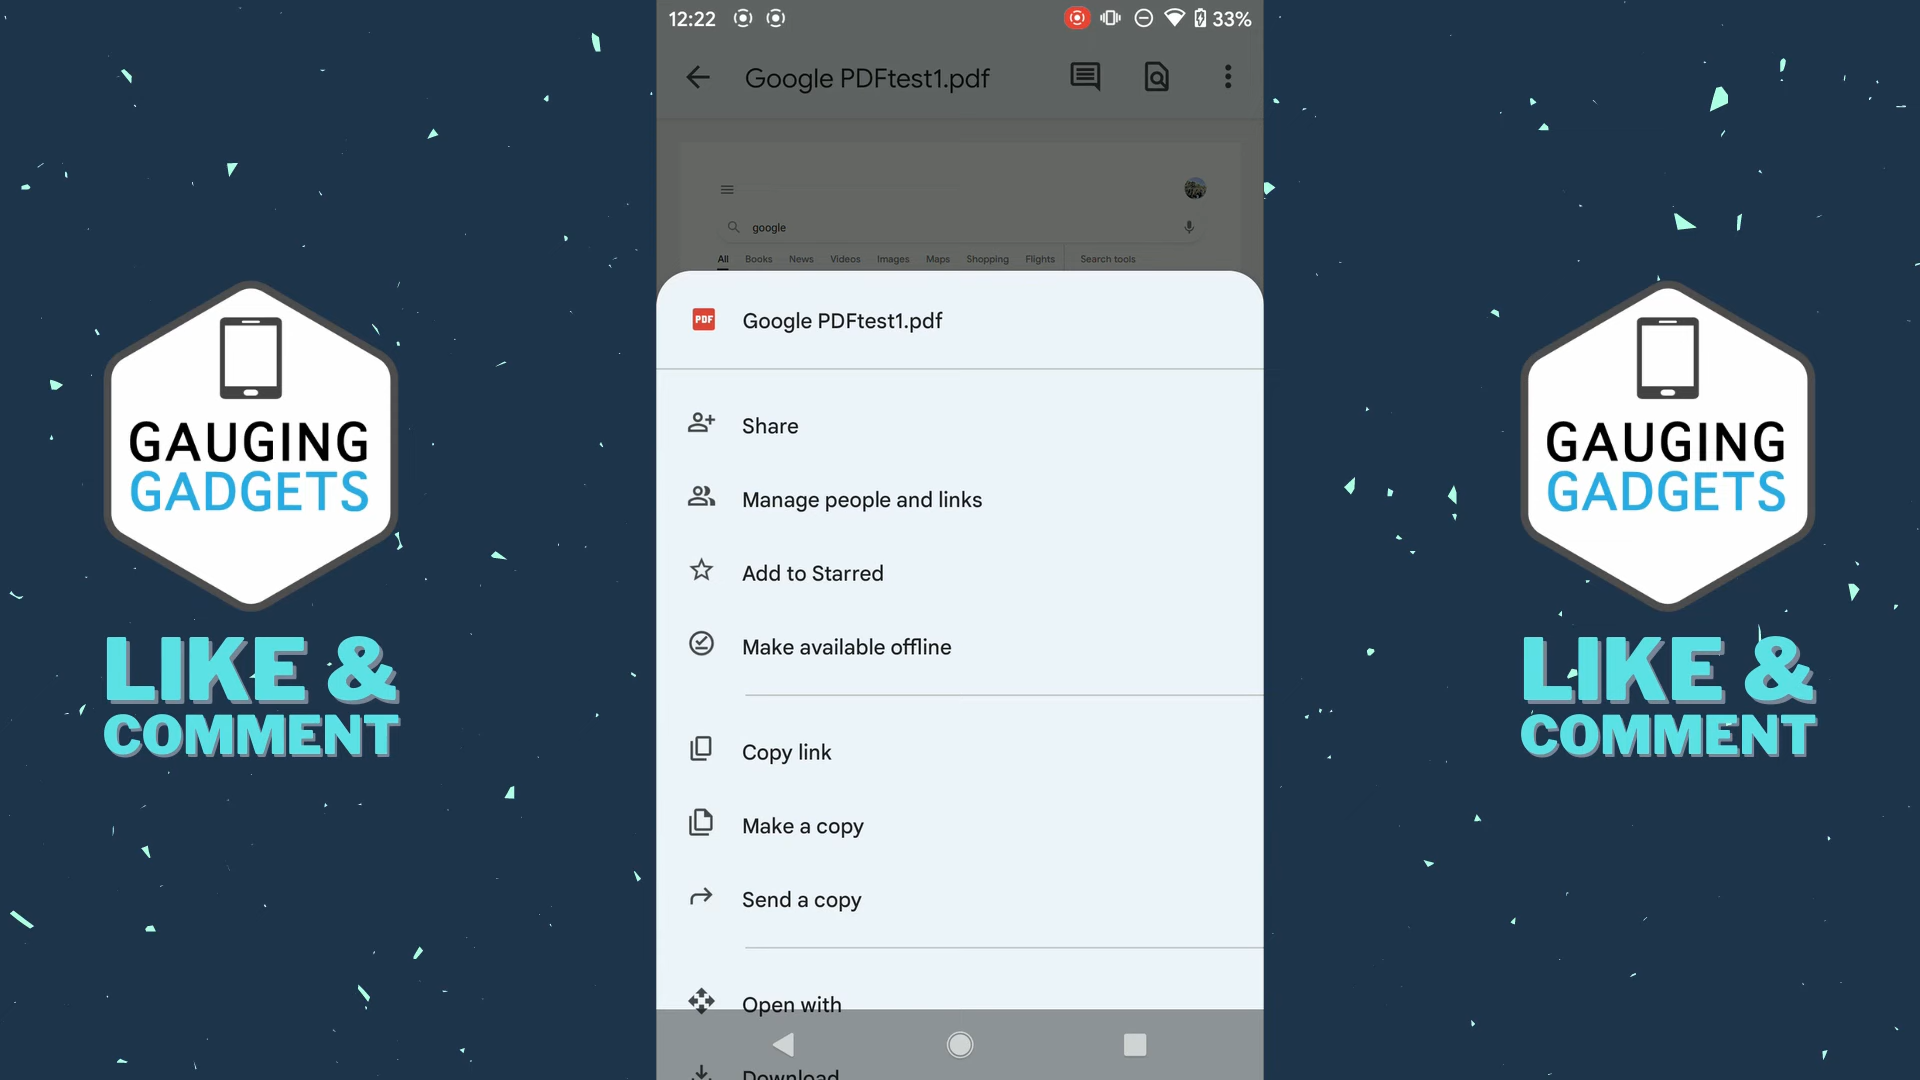 12:22
33%
Google PDFtest1.pdf
google
All Books News Videos Images Maps Shopping Flights Search tools
PDF Google PDFtest1.pdf
Share
Manage people and links
Add to Starred
Make available offline
Copy link
Make a copy
Send a copy
Open with
Download
GAUGING
GADGETS
LIKE &
COMMENT
GAUGING
GADGETS
LIKE &
COMMENT